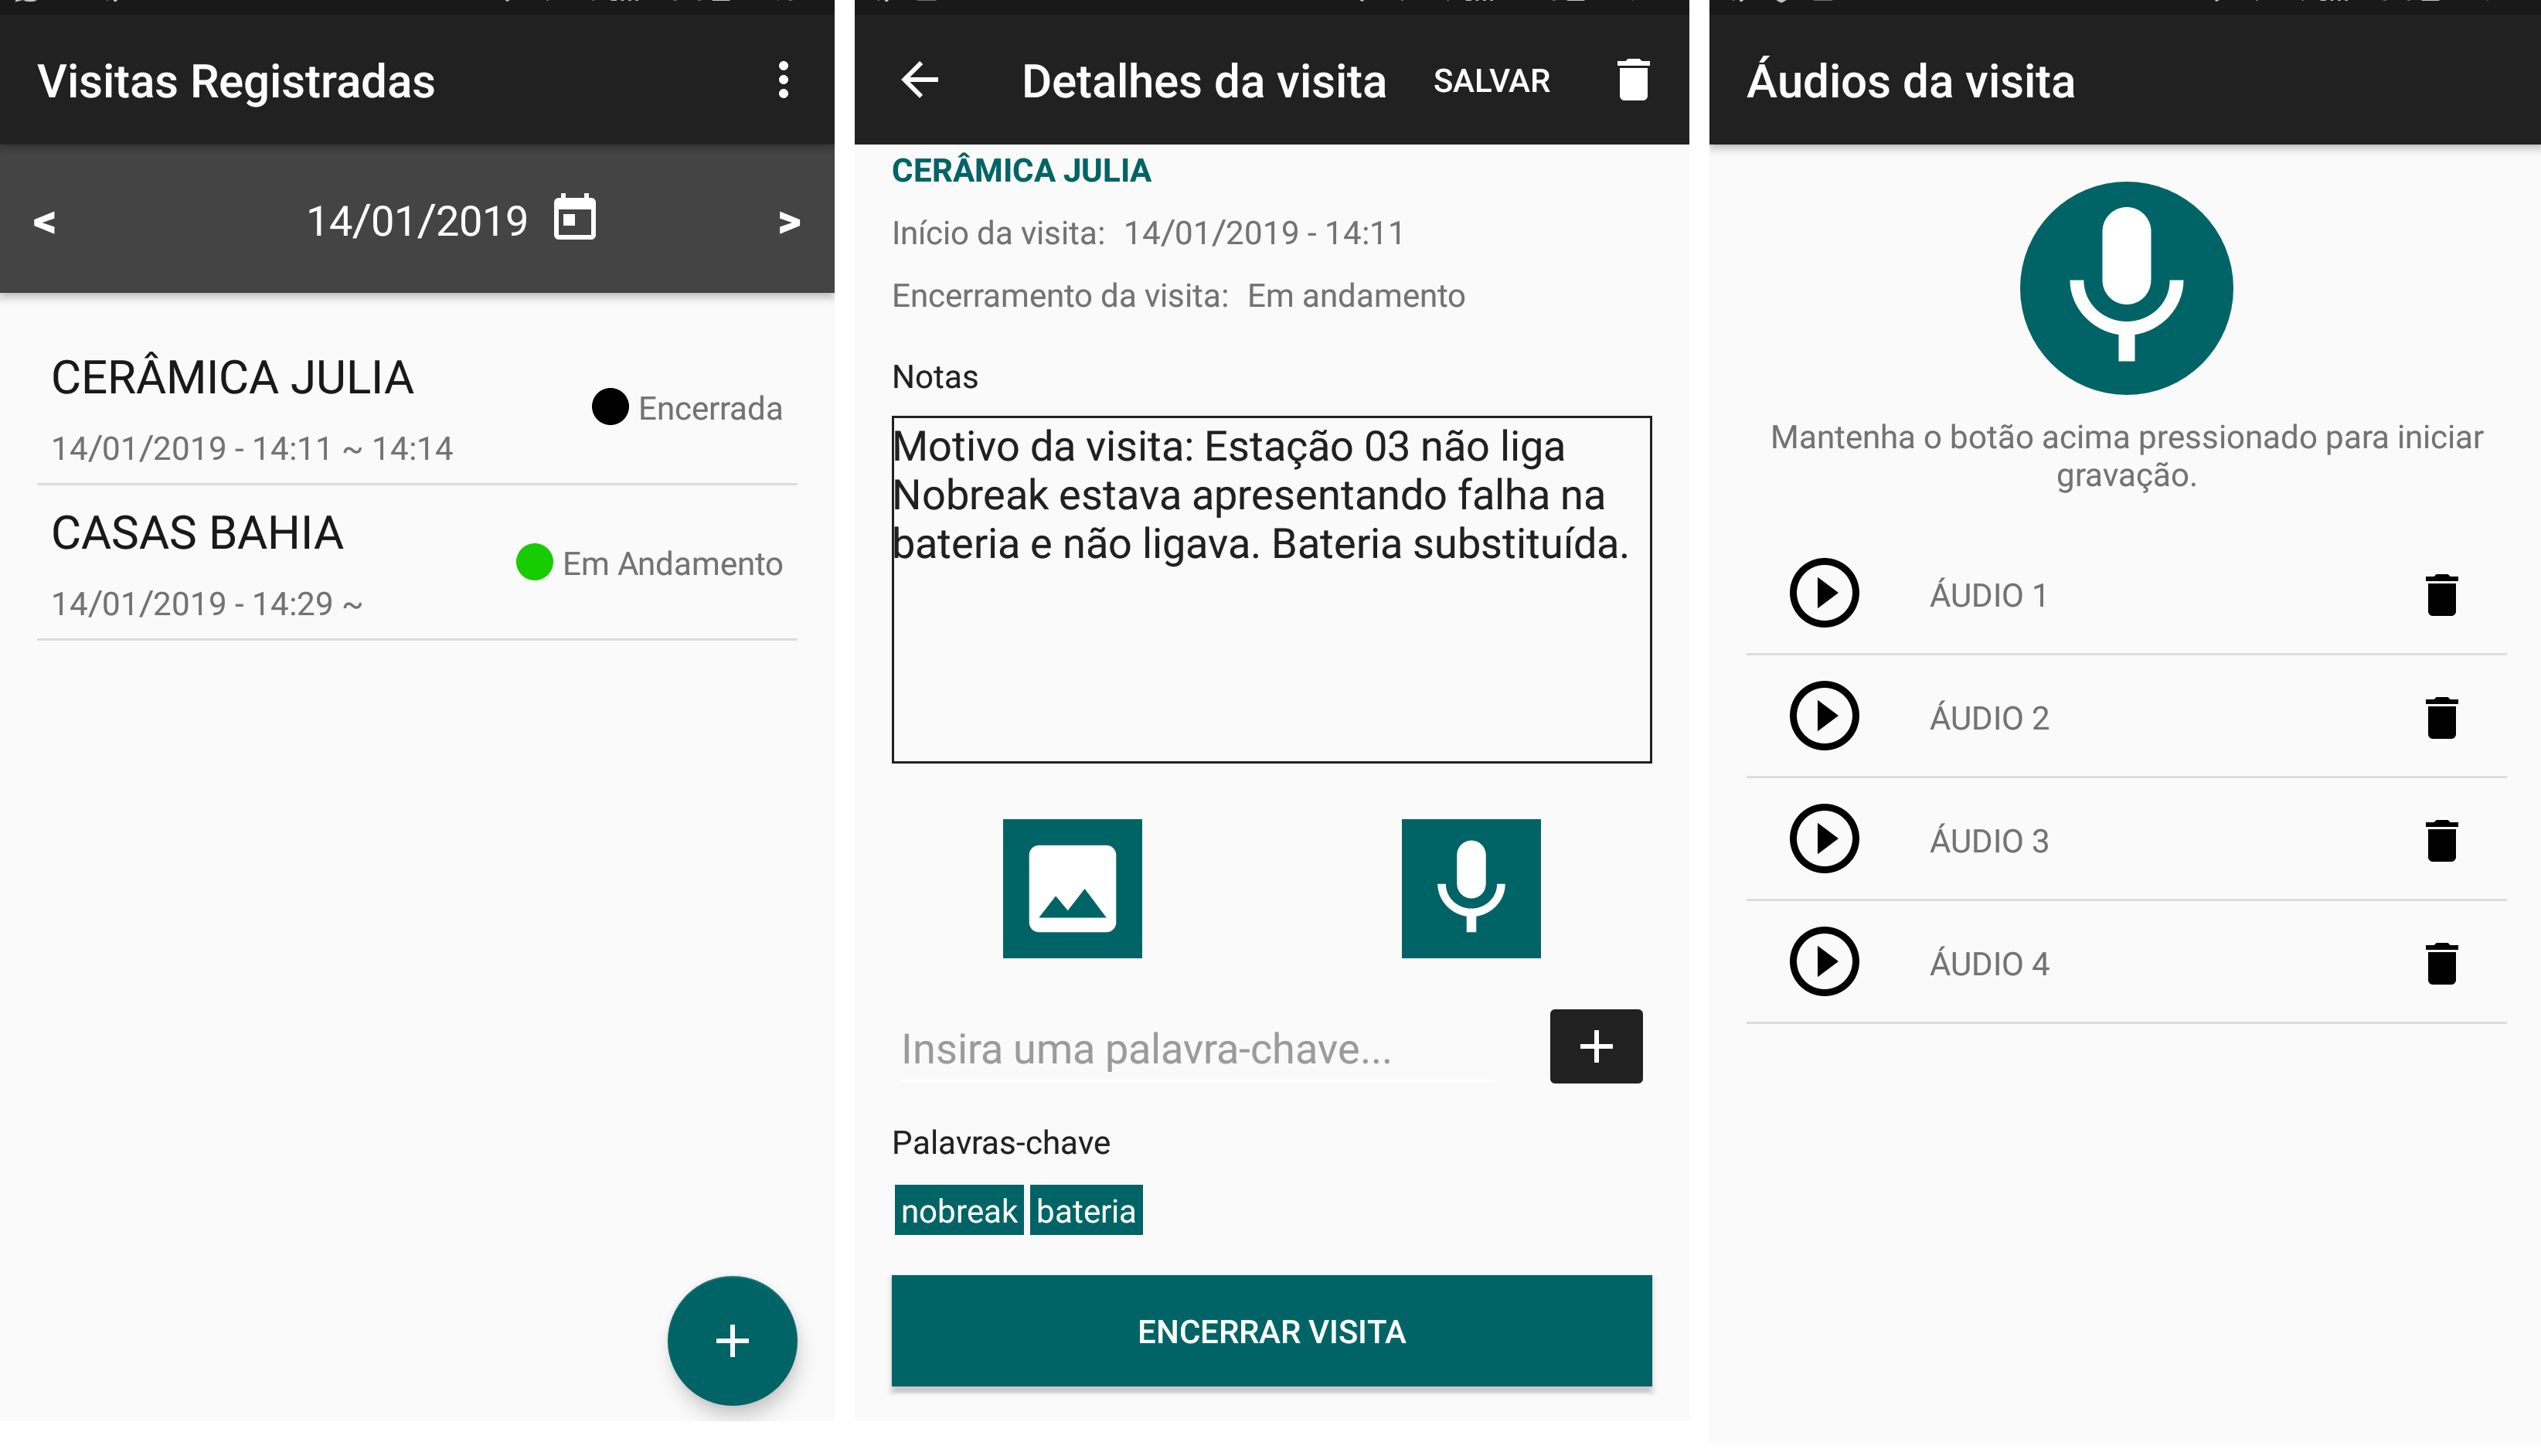 Visitas Registradas
< 14/01/2019 >
CERÂMICA JULIA
Encerrada
14/01/2019 - 14:11 ~ 14:14
CASAS BAHIA
Em Andamento
14/01/2019 - 14:29 ~
+
Detalhes da visita SALVAR
CERÂMICA JULIA
Início da visita: 14/01/2019 - 14:11
Encerramento da visita: Em andamento
Notas
Motivo da visita: Estação 03 não liga
Nobreak estava apresentando falha na
bateria e não ligava. Bateria substituída.
Insira uma palavra-chave... +
Palavras-chave
nobreak bateria
ENCERRAR VISITA
Áudios da visita
Mantenha o botão acima pressionado para iniciar
gravação.
ÁUDIO 1
ÁUDIO 2
ÁUDIO 3
ÁUDIO 4